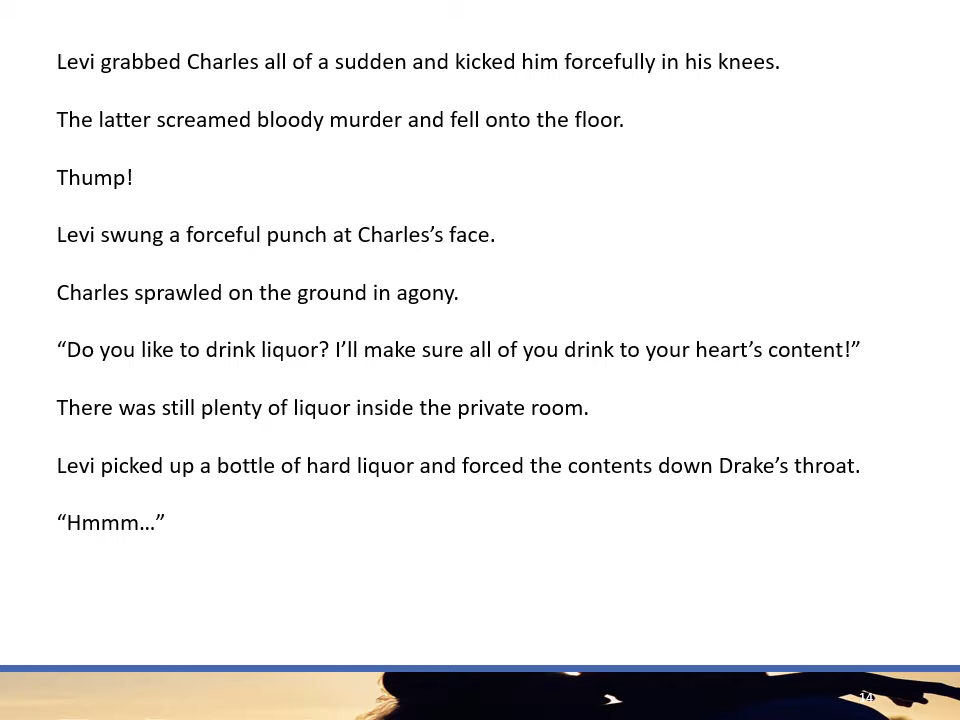 Levi grabbed Charles all of a sudden and kicked him forcefully in his knees.
The latter screamed bloody murder and fell onto the floor.
Thump!
Levi swung a forceful punch at Charles’s face.
Charles sprawled on the ground in agony.
“Do you like to drink liquor? I’ll make sure all of you drink to your heart’s content!”
There was still plenty of liquor inside the private room.
Levi picked up a bottle of hard liquor and forced the contents down Drake’s throat.
“Hmmm…”
14